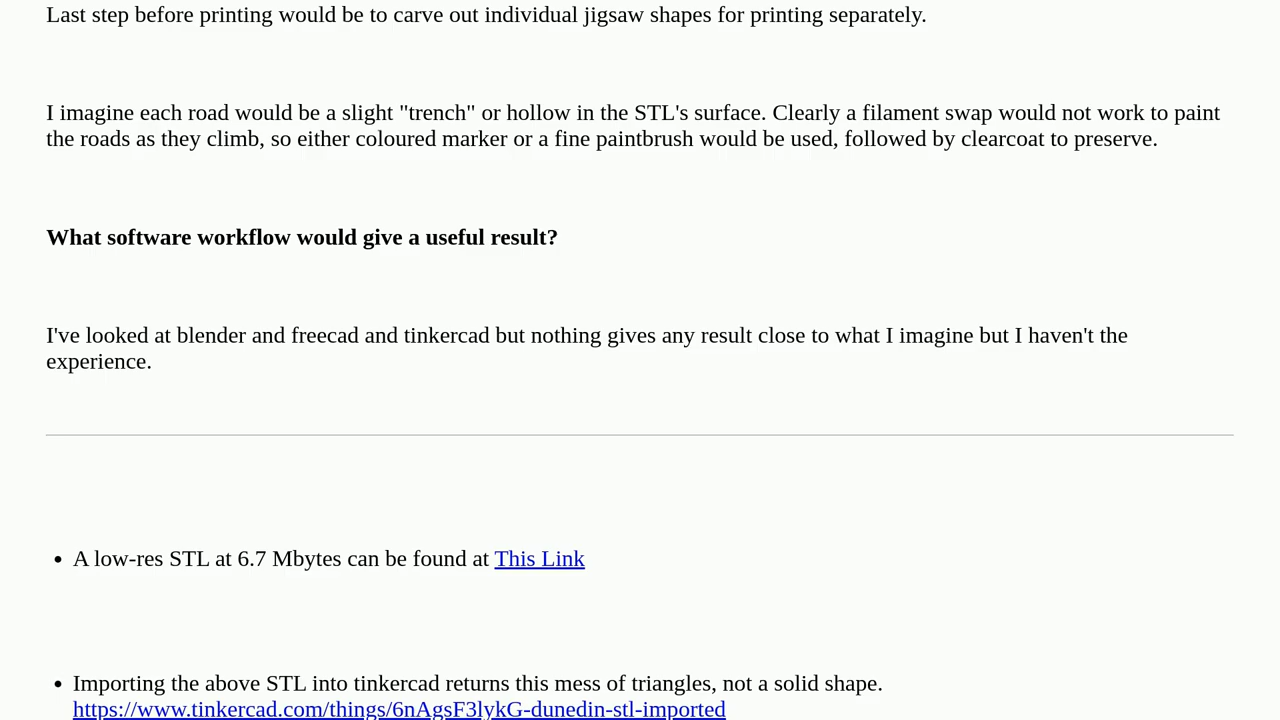 Last step before printing would be to carve out individual jigsaw shapes for printing separately.
I imagine each road would be a slight "trench" or hollow in the STL's surface. Clearly a filament swap would not work to paint
the roads as they climb, so either coloured marker or a fine paintbrush would be used, followed by clearcoat to preserve.
What software workflow would give a useful result?
I've looked at blender and freecad and tinkercad but nothing gives any result close to what I imagine but I haven't the
experience.
• A low-res STL at 6.7 Mbytes can be found at This Link
• Importing the above STL into tinkercad returns this mess of triangles, not a solid shape.
https://www.tinkercad.com/things/6nAgsF3lykG-dunedin-stl-imported